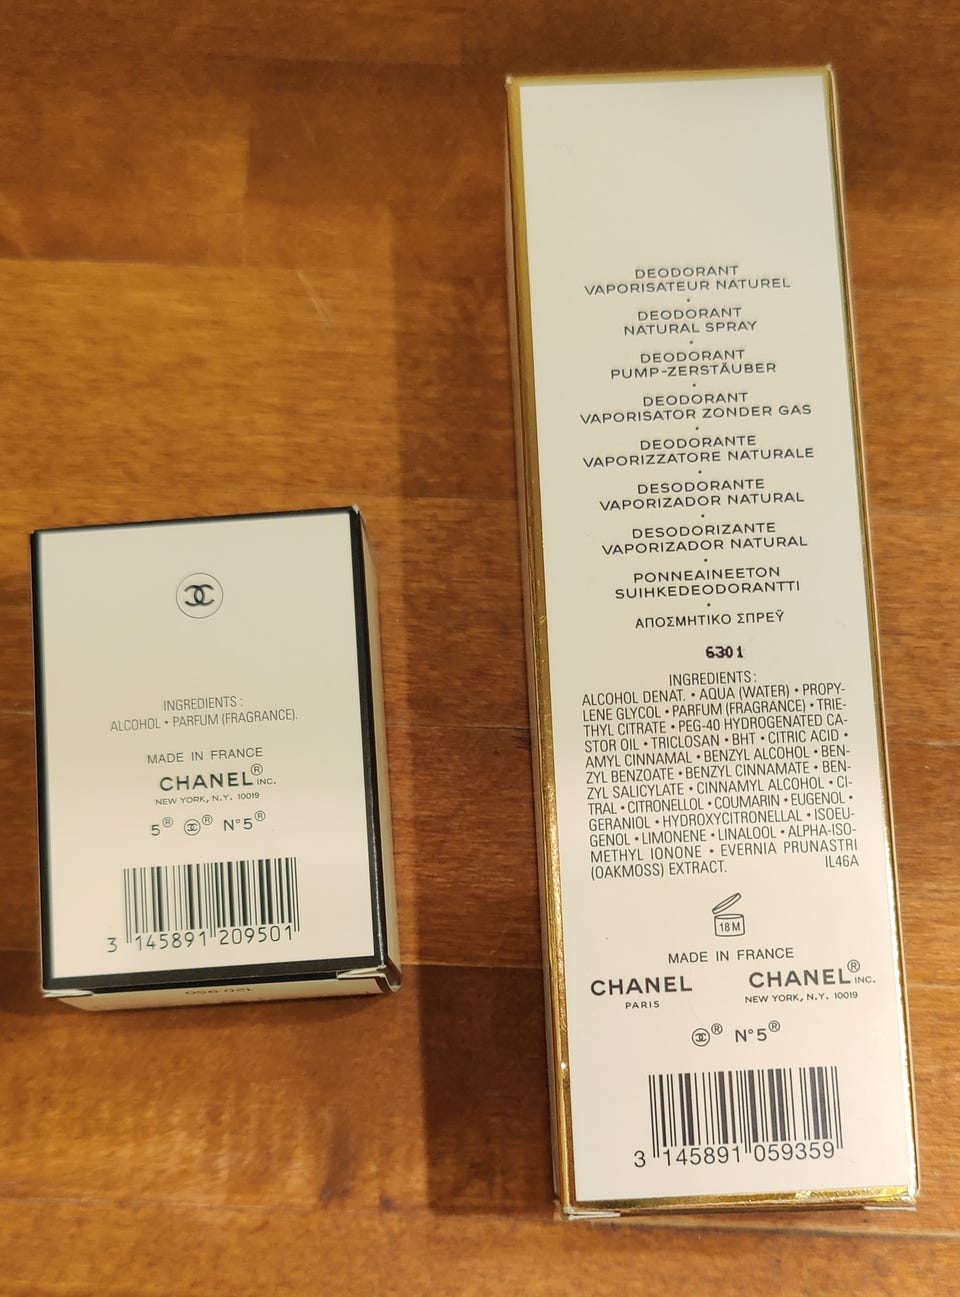 INGREDIENTS :
ALCOHOL • PARFUM (FRAGRANCE).
MADE IN FRANCE
CHANEL® INC.
NEW YORK, N.Y. 10019
5® ® N°5®
3 145891 209501
120.950
DEODORANT
VAPORISATEUR NATUREL
•
DEODORANT
NATURAL SPRAY
•
DEODORANT
PUMP-ZERSTÄUBER
•
DEODORANT
VAPORISATOR ZONDER GAS
•
DEODORANTE
VAPORIZZATORE NATURALE
•
DESODORANTE
VAPORIZADOR NATURAL
•
DESODORIZANTE
VAPORIZADOR NATURAL
•
PONNEAINEETON
SUIHKEDEODORANTTI
•
ΑΠΟΣΜΗΤΙΚΟ ΣΠΡΕΫ
6301
INGREDIENTS :
ALCOHOL DENAT. • AQUA (WATER) • PROPY-
LENE GLYCOL • PARFUM (FRAGRANCE) • TRIE-
THYL CITRATE • PEG-40 HYDROGENATED CA-
STOR OIL • TRICLOSAN • BHT • CITRIC ACID •
AMYL CINNAMAL • BENZYL ALCOHOL • BEN-
ZYL BENZOATE • BENZYL CINNAMATE • BEN-
ZYL SALICYLATE • CINNAMYL ALCOHOL • CI-
TRAL • CITRONELLOL • COUMARIN • EUGENOL •
GERANIOL • HYDROXYCITRONELLAL • ISOEU-
GENOL • LIMONENE • LINALOOL • ALPHA-ISO-
METHYL IONONE • EVERNIA PRUNASTRI
(OAKMOSS) EXTRACT. IL46A
18M
MADE IN FRANCE
CHANEL CHANEL® INC.
PARIS NEW YORK, N.Y. 10019
® N°5®
3 145891 059359